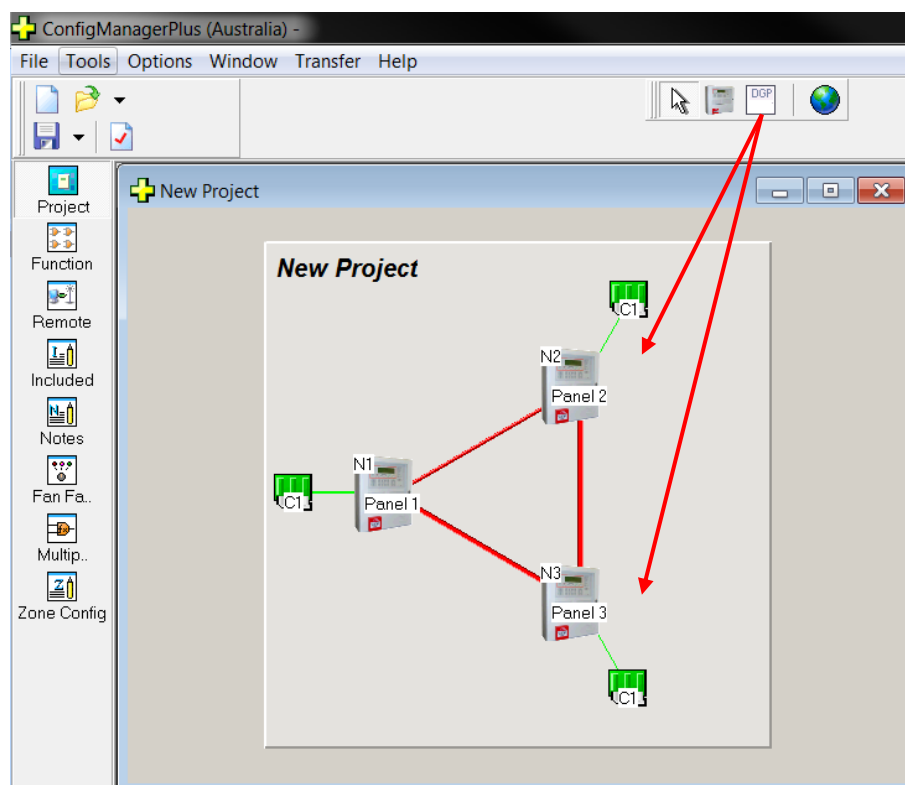 ConfigManagerPlus (Australia) -
File Tools Options Window Transfer Help
DGP
Project
New Project
Function
Remote
Included
Notes
Fan Fa..
Multip..
Zone Config
New Project
C1
N2
Panel 2
N1
C1
Panel 1
N3
Panel 3
C1